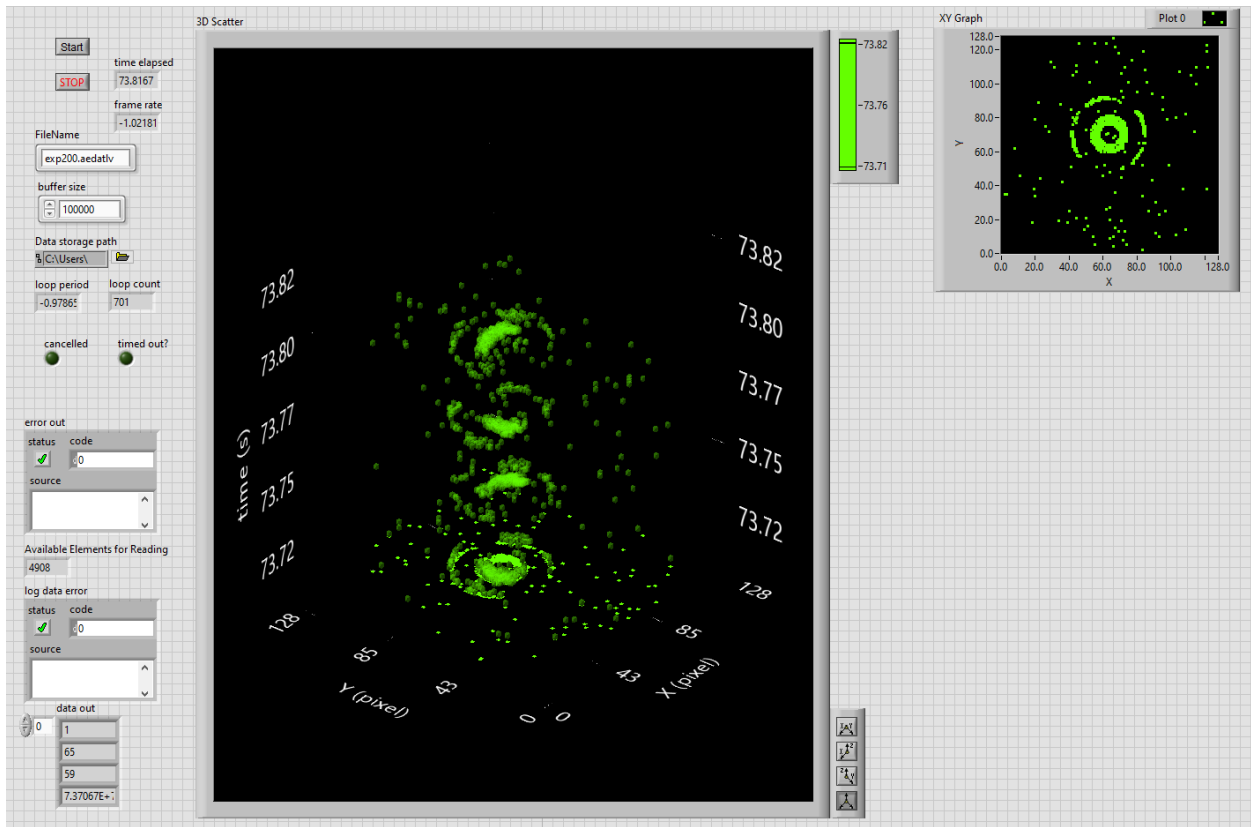 3D Scatter
XY Graph
Plot 0
Start
STOP
time elapsed
73.8167
frame rate
-1.02181
FileName
exp200.aedatlv
buffer size
100000
Data storage path
C:\Users\
loop period
loop count
-0.97865
701
cancelled
timed out?
error out
status
code
0
source
Available Elements for Reading
4908
log data error
status
code
0
source
data out
0
1
65
59
7.37067E+
73.82
73.80
73.77
73.75
73.72
time (s)
73.82
73.80
73.77
73.75
73.72
128
85
43
0
Y (pixel)
128
85
43
0
X (pixel)
73.82
73.76
73.71
128.0
120.0
100.0
80.0
60.0
40.0
20.0
0.0
Y
0.0
20.0
40.0
60.0
80.0
100.0
128.0
X